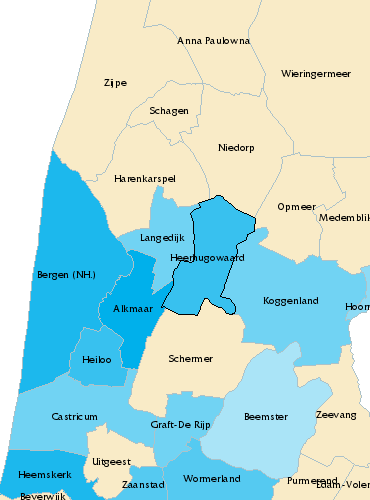 Anna Paulowna
Wieringermeer
Zijpe
Schagen
Niedorp
Harenkarspel
Opmeer
Medemblik
Langedijk
Heerhugowaard
Bergen (NH.)
Koggenland
Hoorn
Alkmaar
Heiloo
Schermer
Castricum
Graft-De Rijp
Beemster
Zeevang
Uitgeest
Heemskerk
Wormerland
Purmerend
Zaanstad
Edam-Volen
Beverwijk